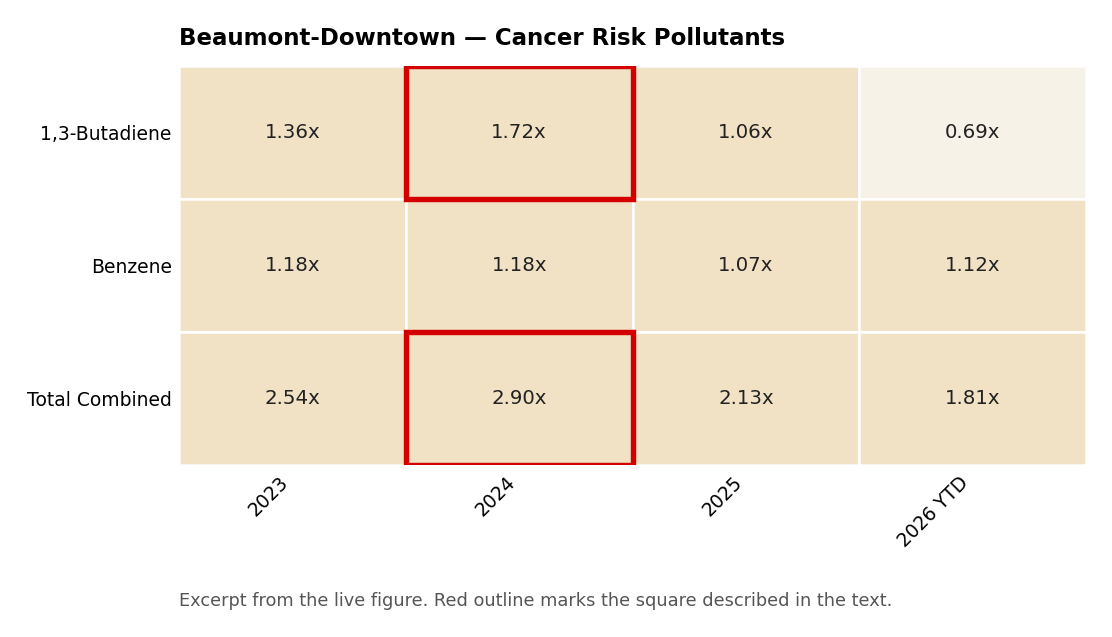 Beaumont-Downtown — Cancer Risk Pollutants
1,3-Butadiene 1.36x 1.72x 1.06x 0.69x
Benzene 1.18x 1.18x 1.07x 1.12x
Total Combined 2.54x 2.90x 2.13x 1.81x
2023 2024 2025 2026 YTD
Excerpt from the live figure. Red outline marks the square described in the text.